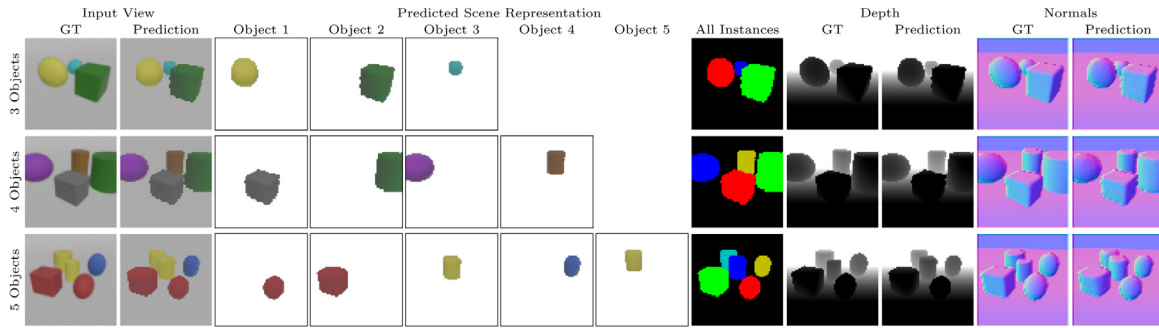 Input View Predicted Scene Representation Depth Normals
GT Prediction Object 1 Object 2 Object 3 Object 4 Object 5 All Instances GT Prediction GT Prediction
3 Objects
4 Objects
5 Objects